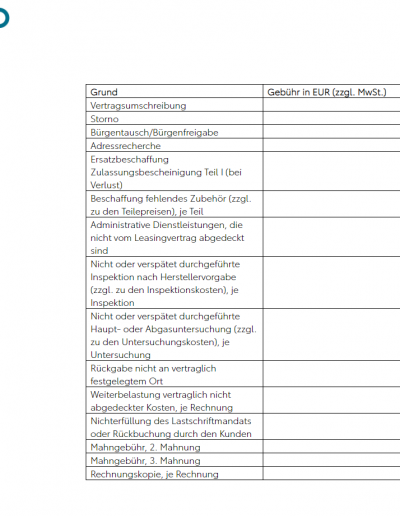 Grund Gebühr in EUR (zzgl. MwSt.)
Vertragsumschreibung
Storno
Bürgentausch/Bürgenfreigabe
Adressrecherche
Ersatzbeschaffung
Zulassungsbescheinigung Teil I (bei
Verlust)
Beschaffung fehlendes Zubehör (zzgl.
zu den Teilepreisen), je Teil
Administrative Dienstleistungen, die
nicht vom Leasingvertrag abgedeckt
sind
Nicht oder verspätet durchgeführte
Inspektion nach Herstellervorgabe
(zzgl. zu den Inspektionskosten), je
Inspektion
Nicht oder verspätet durchgeführte
Haupt- oder Abgasuntersuchung (zzgl.
zu den Untersuchungskosten), je
Untersuchung
Rückgabe nicht an vertraglich
festgelegtem Ort
Weiterbelastung vertraglich nicht
abgedeckter Kosten, je Rechnung
Nichterfüllung des Lastschriftmandats
oder Rückbuchung durch den Kunden
Mahngebühr, 2. Mahnung
Mahngebühr, 3. Mahnung
Rechnungskopie, je Rechnung